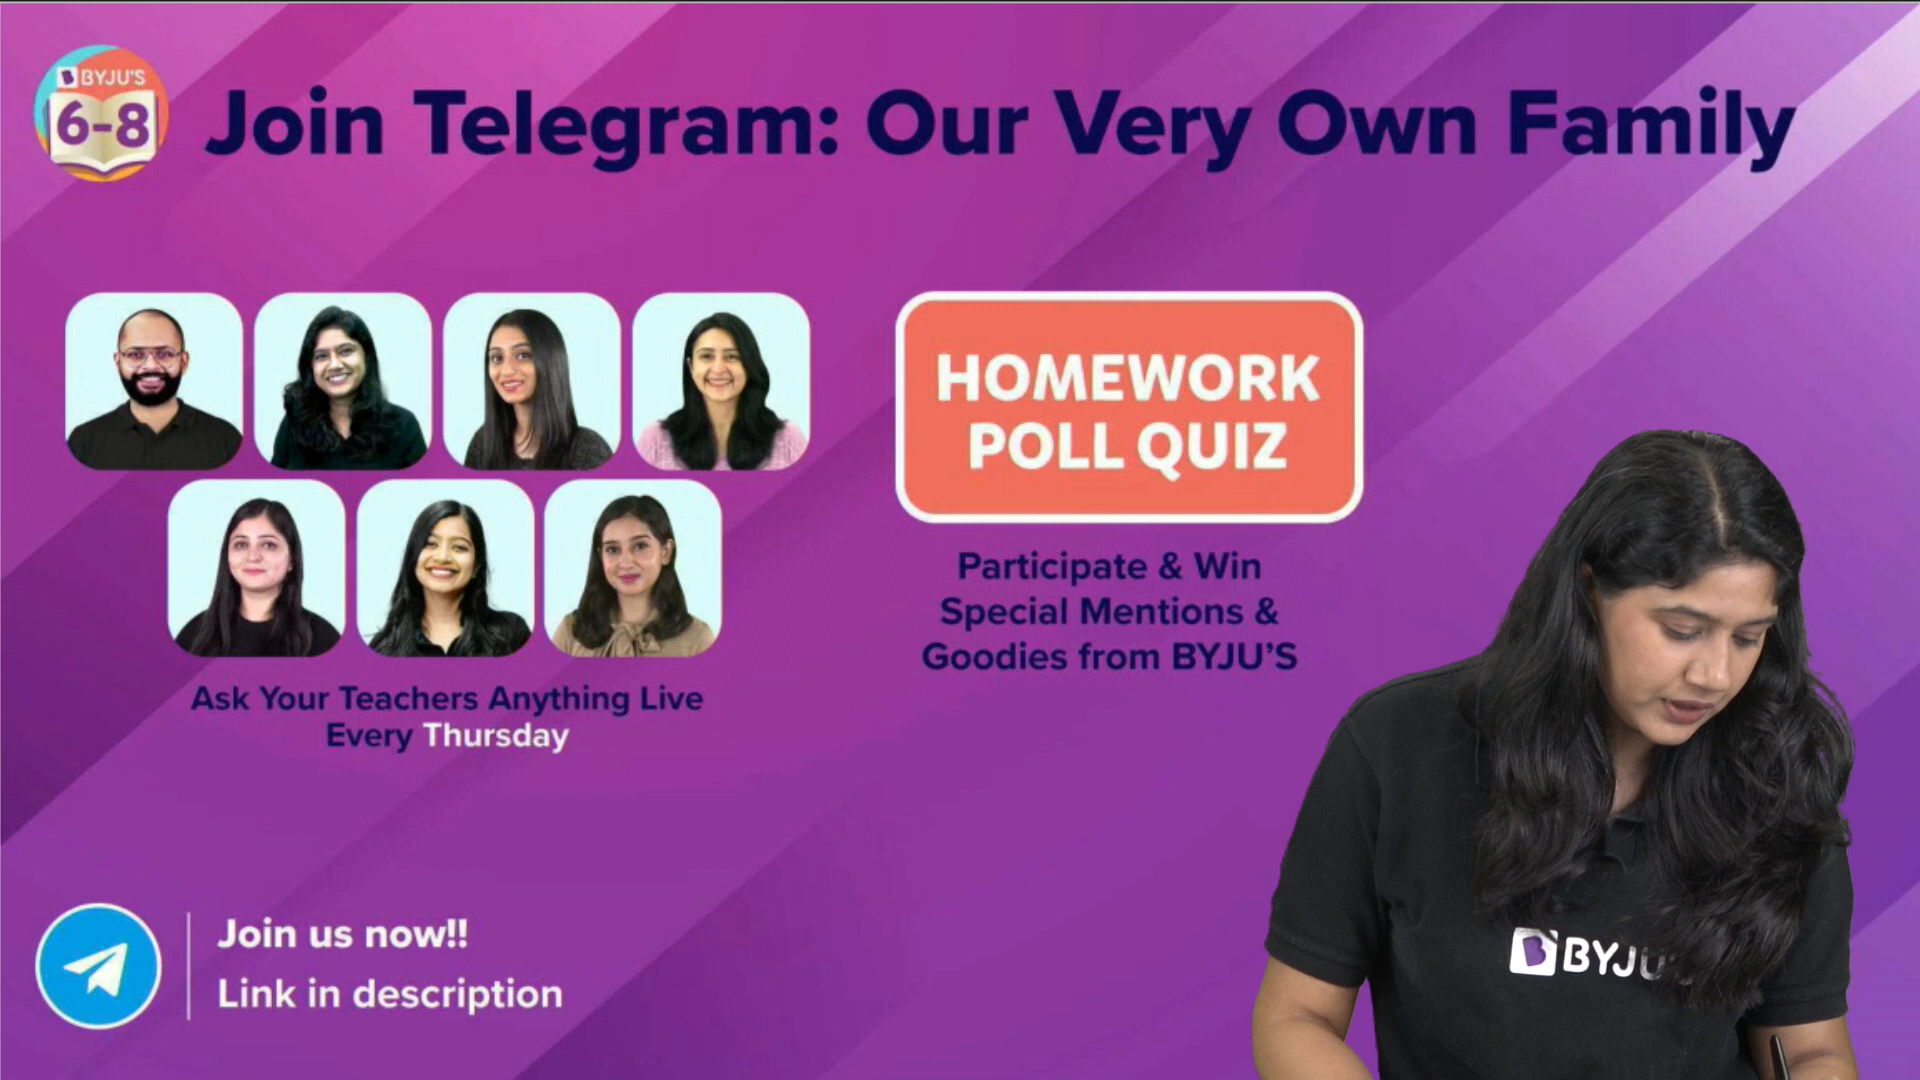 BYJU'S
6-8
Join Telegram: Our Very Own Family
HOMEWORK
POLL QUIZ
Participate & Win
Special Mentions &
Goodies from BYJU'S
Ask Your Teachers Anything Live
Every Thursday
Join us now!!
Link in description
BYJU'S